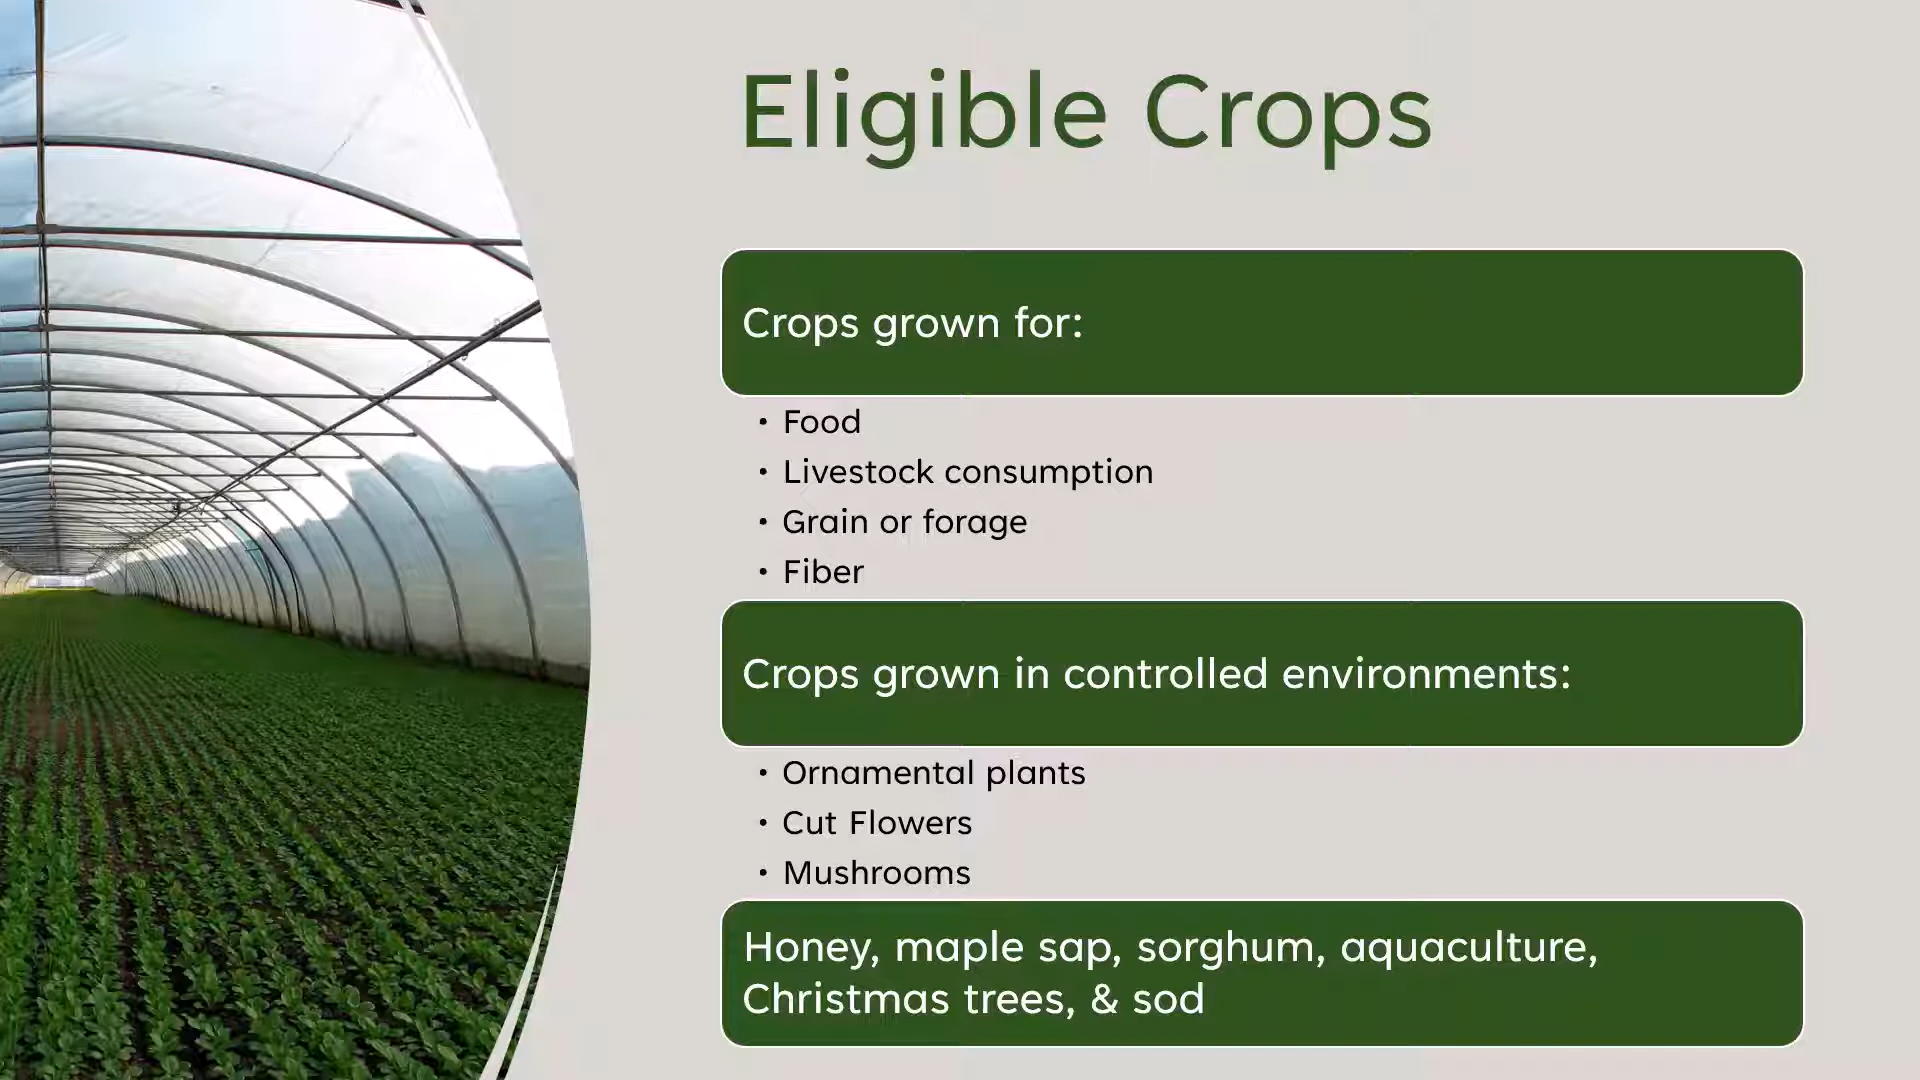 Eligible Crops
Crops grown for:
• Food
• Livestock consumption
• Grain or forage
• Fiber
Crops grown in controlled environments:
• Ornamental plants
• Cut Flowers
• Mushrooms
Honey, maple sap, sorghum, aquaculture,
Christmas trees, & sod